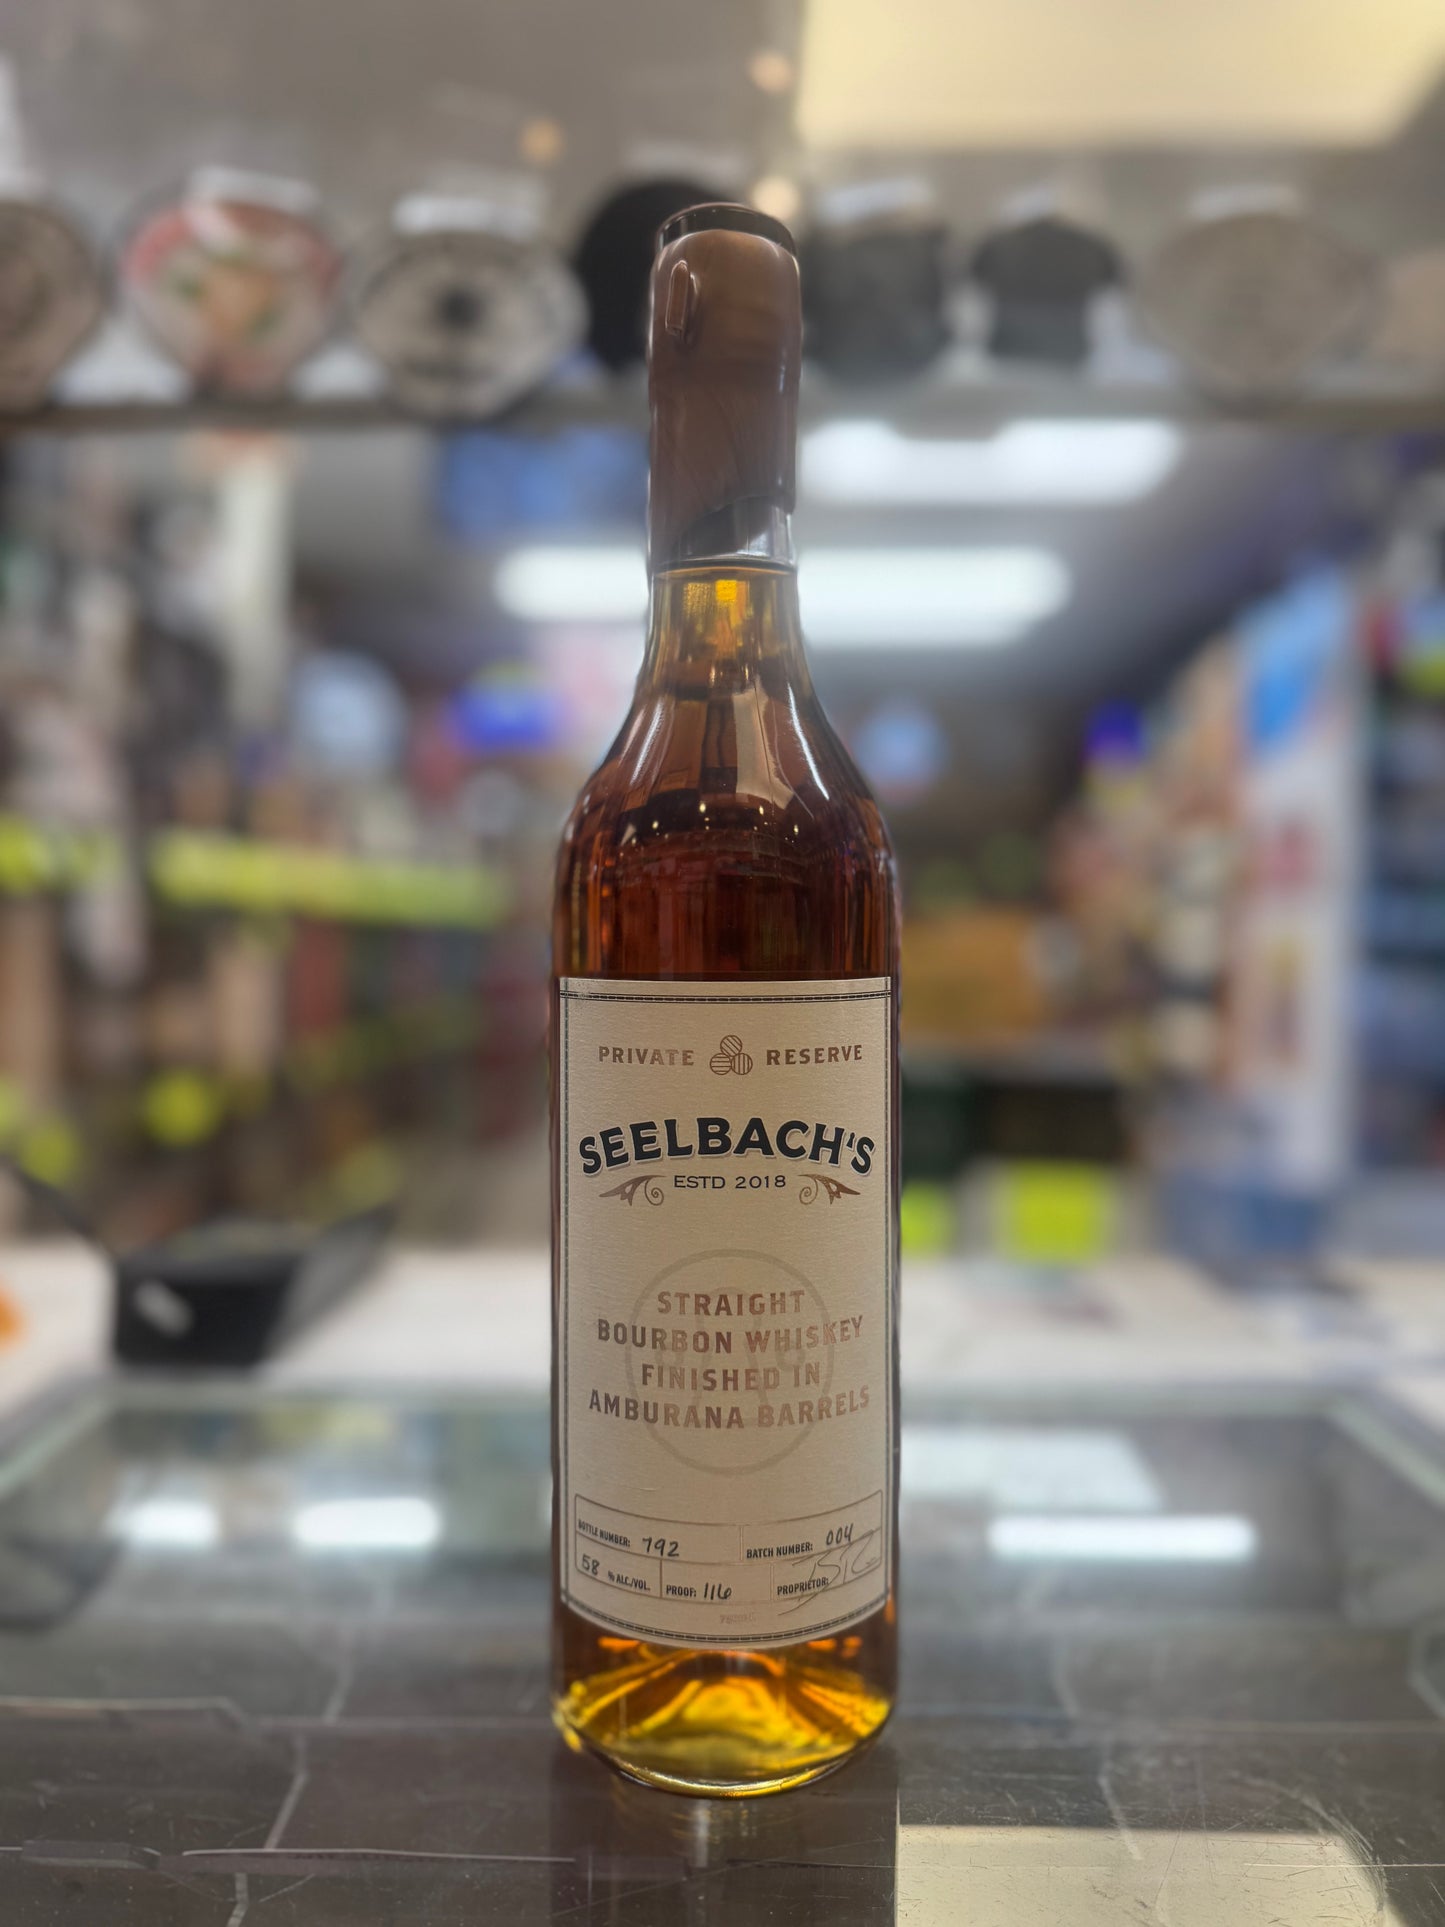 PRIVATE RESERVE
SEELBACH'S
ESTD 2018
STRAIGHT
BOURBON WHISKEY
FINISHED IN
AMBURANA BARRELS
BOTTLE NUMBER: 792 BATCH NUMBER: 004
58 % ALC./VOL. PROOF: 116 PROPRIETOR: